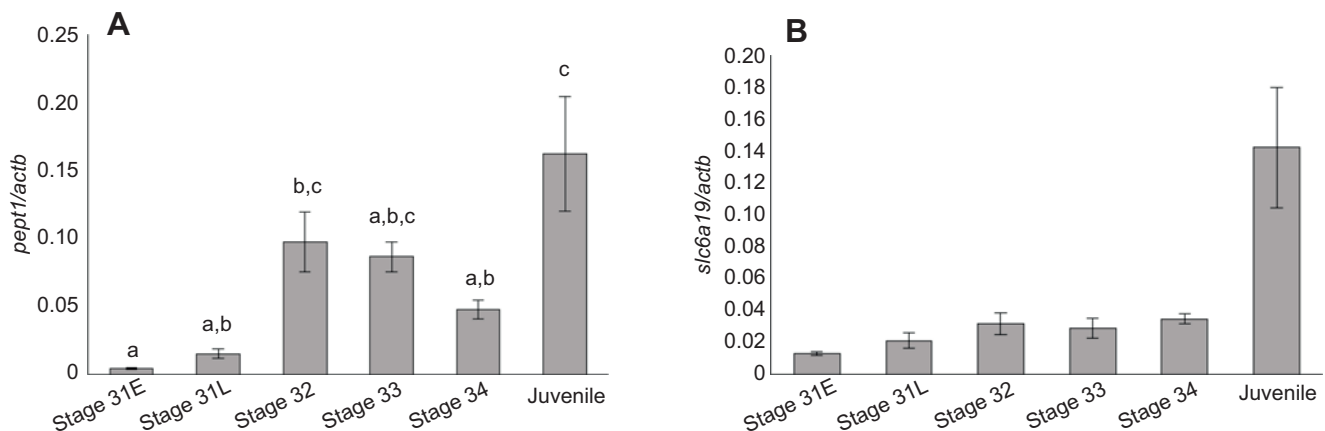 A
pept1/actb
0.25
0.20
0.15
0.10
0.05
0
a
a,b
b,c
a,b,c
a,b
c
Stage 31E
Stage 31L
Stage 32
Stage 33
Stage 34
Juvenile
B
slc6a19/actb
0.20
0.18
0.16
0.14
0.12
0.10
0.08
0.06
0.04
0.02
0
Stage 31E
Stage 31L
Stage 32
Stage 33
Stage 34
Juvenile